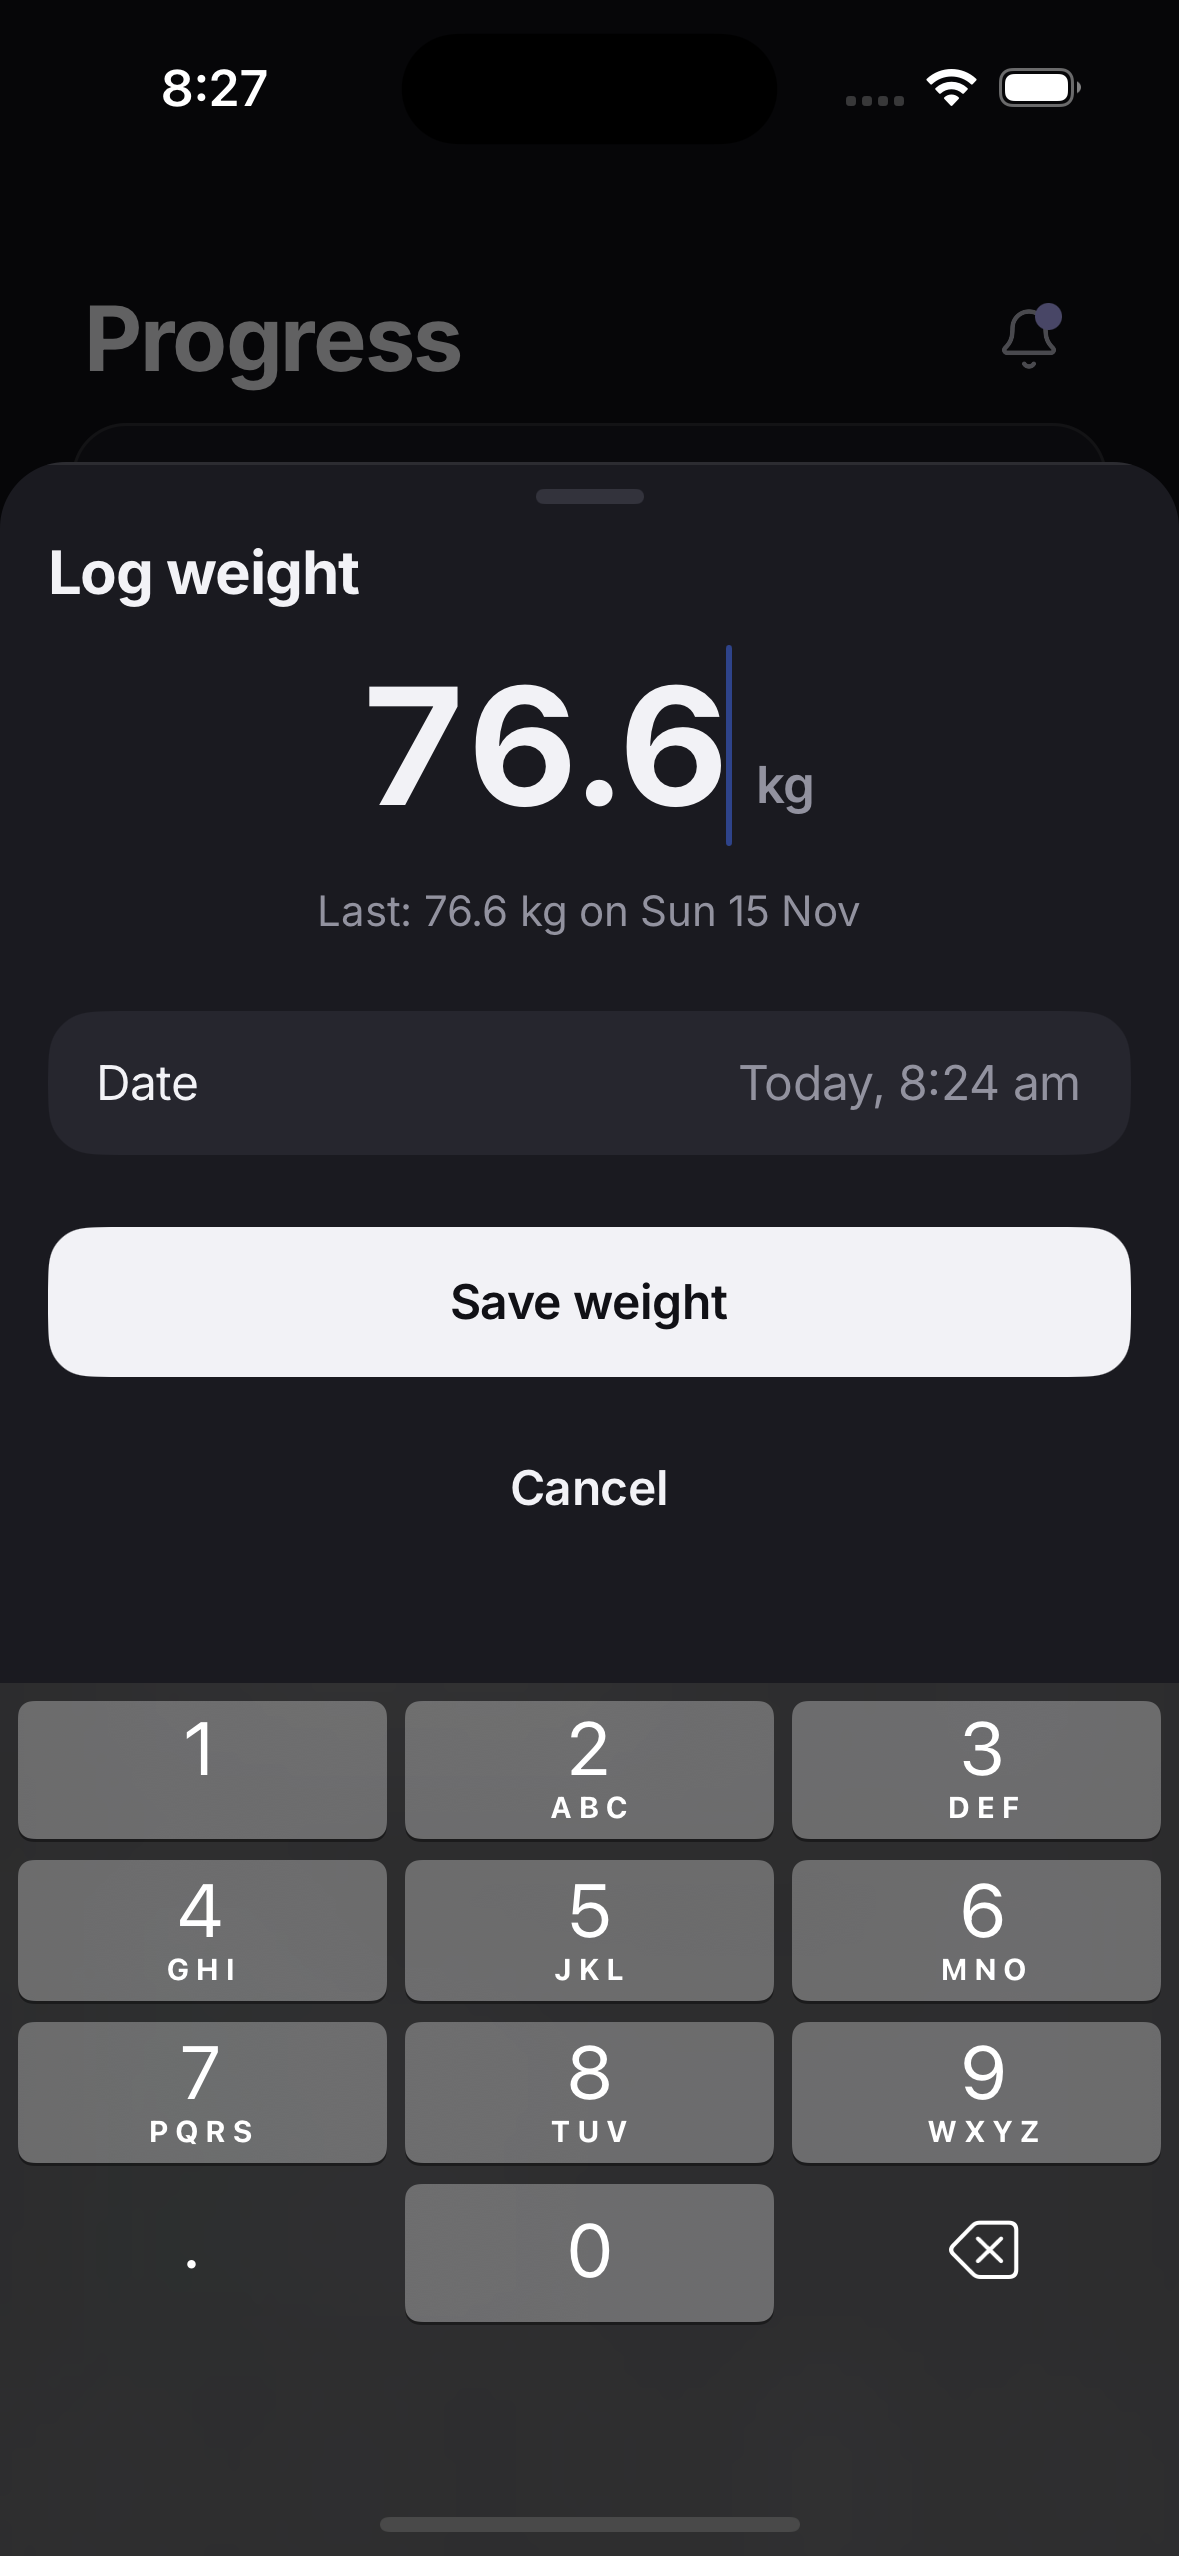 8:27
Progress
Log weight
76.6 kg
Last: 76.6 kg on Sun 15 Nov
Date Today, 8:24 am
Save weight
Cancel
1 2 3
ABC DEF
4 5 6
GHI JKL MNO
7 8 9
PQRS TUV WXYZ
. 0